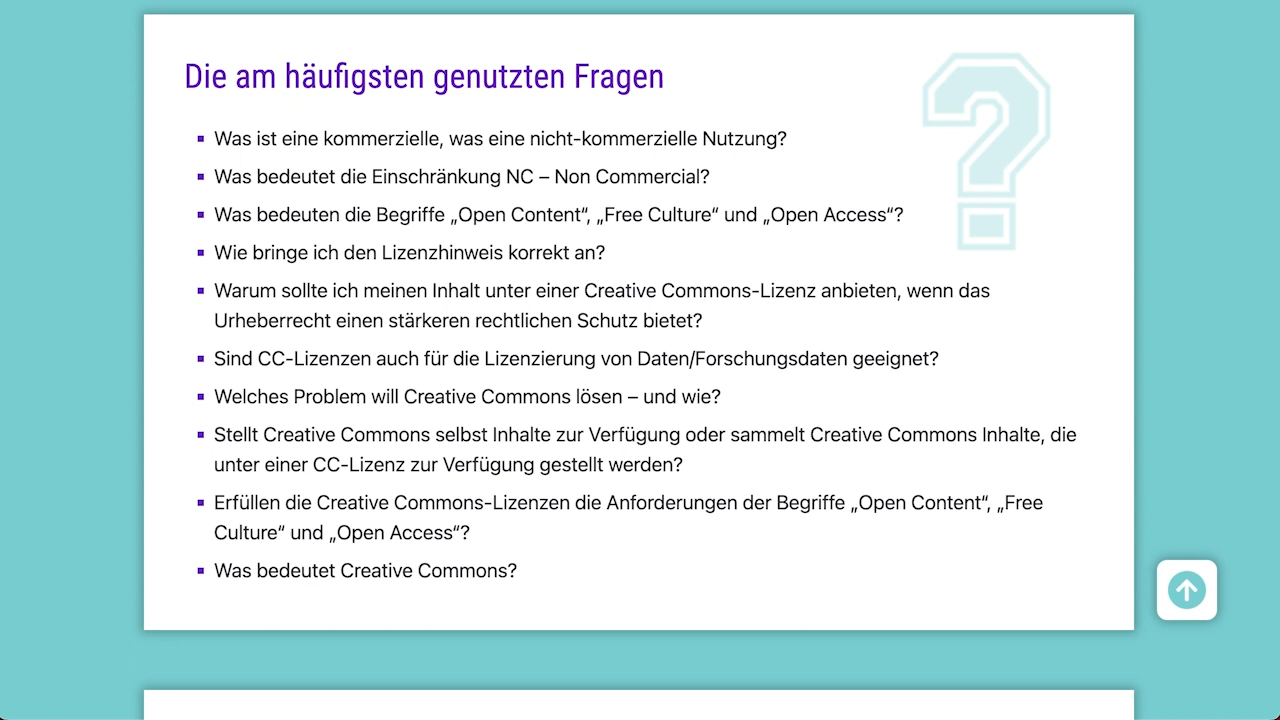 Die am häufigsten genutzten Fragen
Was ist eine kommerzielle, was eine nicht-kommerzielle Nutzung?
Was bedeutet die Einschränkung NC – Non Commercial?
Was bedeuten die Begriffe „Open Content“, „Free Culture“ und „Open Access“?
Wie bringe ich den Lizenzhinweis korrekt an?
Warum sollte ich meinen Inhalt unter einer Creative Commons-Lizenz anbieten, wenn das
Urheberrecht einen stärkeren rechtlichen Schutz bietet?
Sind CC-Lizenzen auch für die Lizenzierung von Daten/Forschungsdaten geeignet?
Welches Problem will Creative Commons lösen – und wie?
Stellt Creative Commons selbst Inhalte zur Verfügung oder sammelt Creative Commons Inhalte, die
unter einer CC-Lizenz zur Verfügung gestellt werden?
Erfüllen die Creative Commons-Lizenzen die Anforderungen der Begriffe „Open Content“, „Free
Culture“ und „Open Access“?
Was bedeutet Creative Commons?